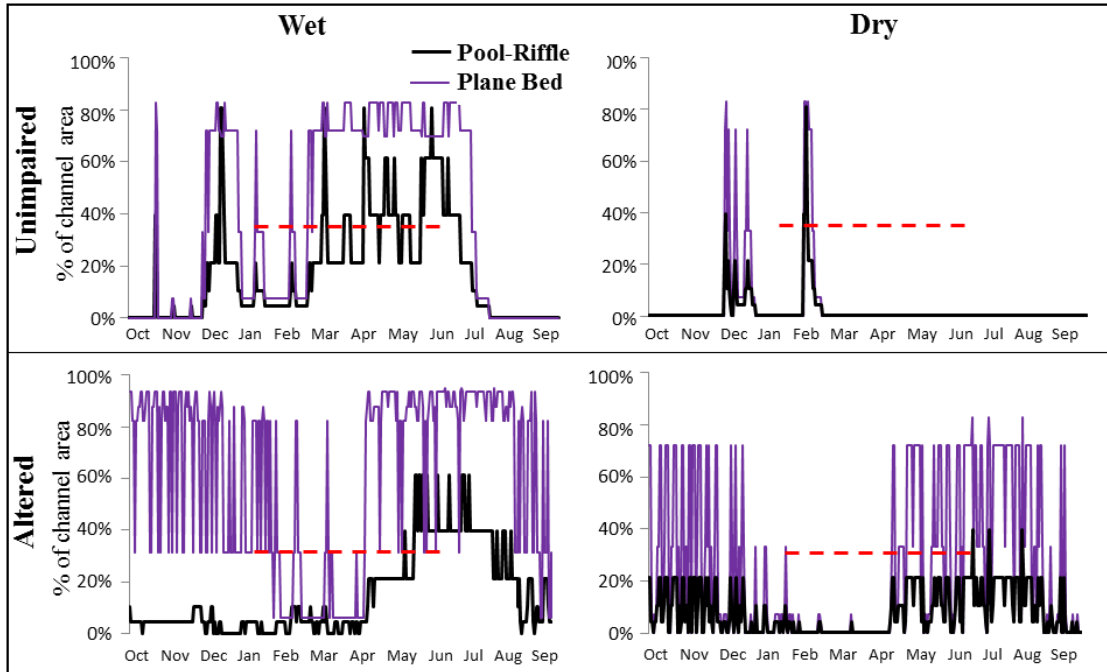 Wet
Dry
Pool-Riffle
Plane Bed
Unimpaired
% of channel area
100%
80%
60%
40%
20%
0%
Oct Nov Dec Jan Feb Mar Apr May Jun Jul Aug Sep
)0%
80%
60%
40%
20%
0%
Oct Nov Dec Jan Feb Mar Apr May Jun Jul Aug Sep
Altered
% of channel area
100%
80%
60%
40%
20%
0%
Oct Nov Dec Jan Feb Mar Apr May Jun Jul Aug Sep
100%
80%
60%
40%
20%
0%
Oct Nov Dec Jan Feb Mar Apr May Jun Jul Aug Sep